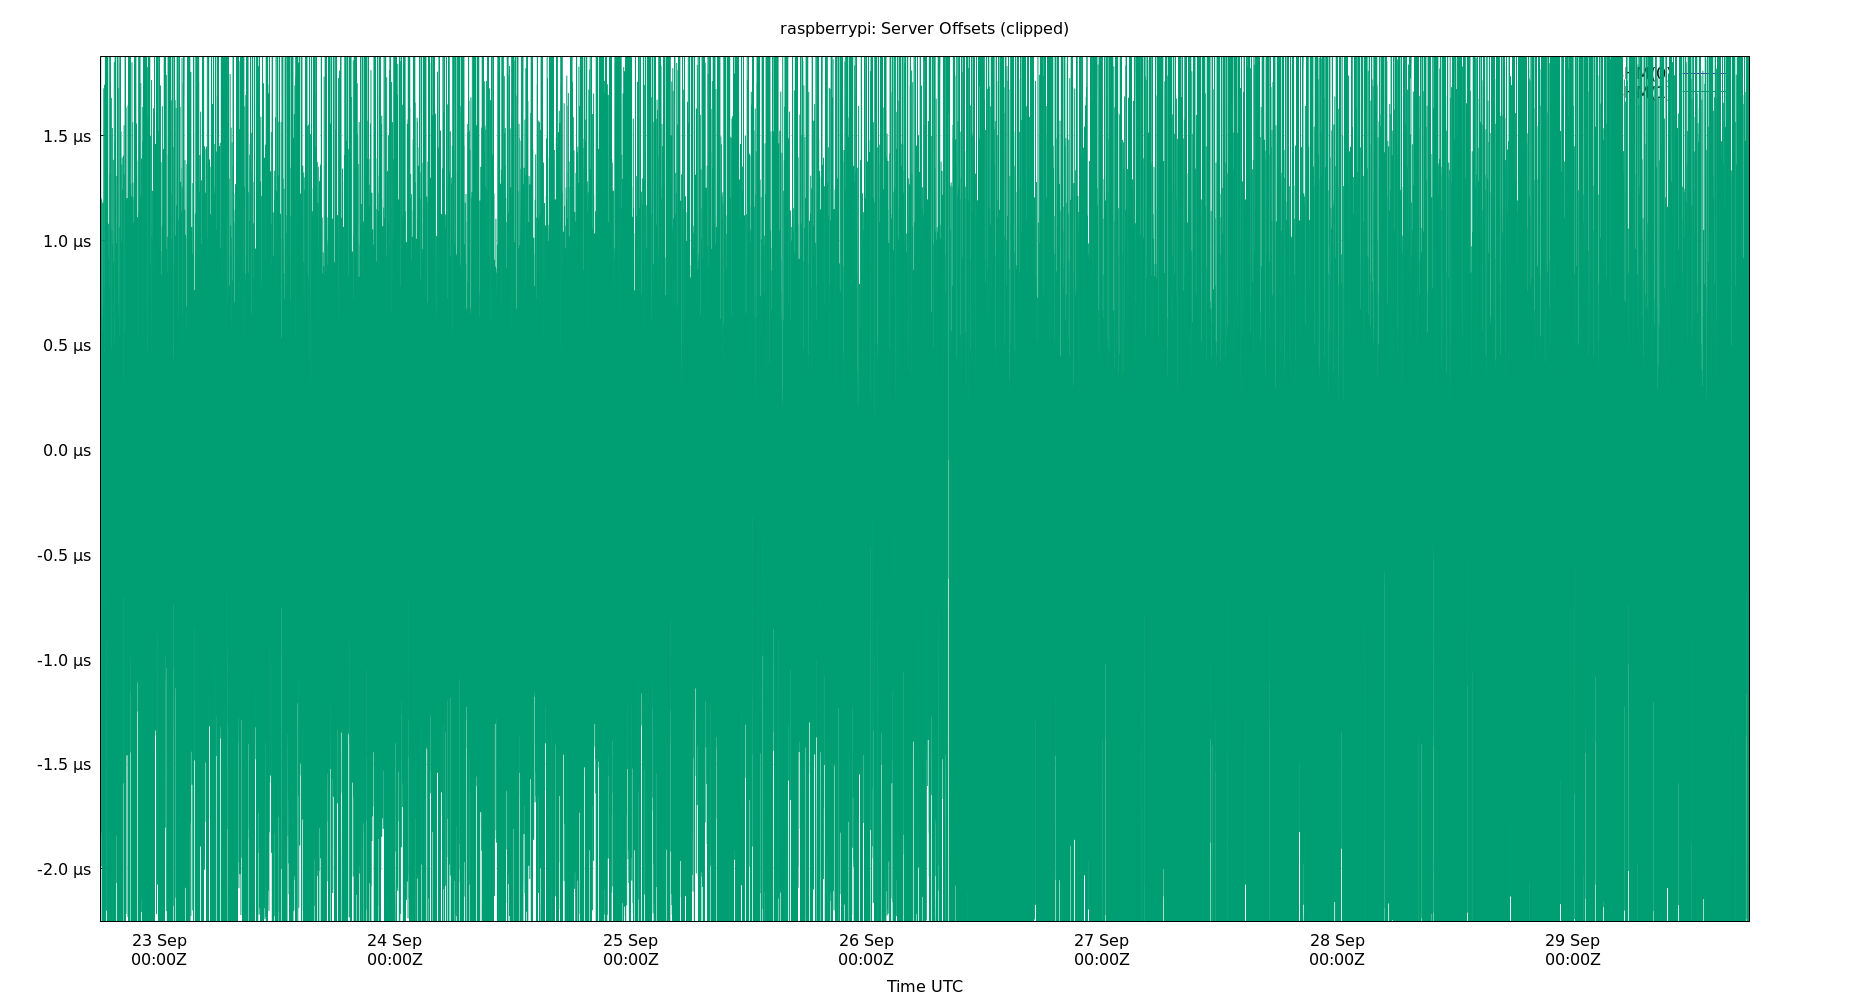 raspberrypi: Server Offsets (clipped)
1.5 µs
1.0 µs
0.5 µs
0.0 µs
-0.5 µs
-1.0 µs
-1.5 µs
-2.0 µs
23 Sep 24 Sep 25 Sep 26 Sep 27 Sep 28 Sep 29 Sep
00:00Z 00:00Z 00:00Z 00:00Z 00:00Z 00:00Z 00:00Z
Time UTC